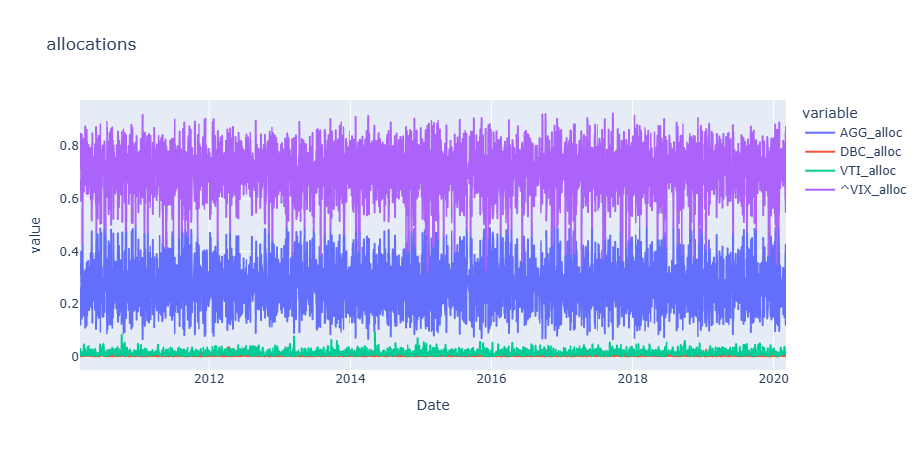 allocations
variable
AGG_alloc
DBC_alloc
VTI_alloc
^VIX_alloc
value
0.8
0.6
0.4
0.2
0
2012
2014
2016
2018
2020
Date